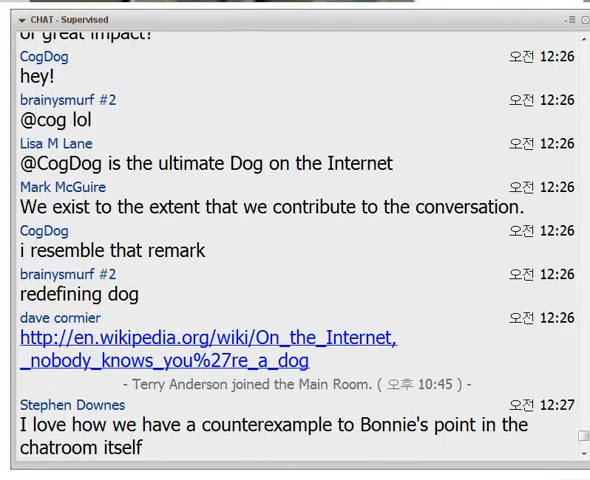 CHAT - Supervised
or great impact?
CogDog 오전 12:26
hey!
brainysmurf #2 오전 12:26
@cog lol
Lisa M Lane 오전 12:26
@CogDog is the ultimate Dog on the Internet
Mark McGuire 오전 12:26
We exist to the extent that we contribute to the conversation.
CogDog 오전 12:26
i resemble that remark
brainysmurf #2 오전 12:26
redefining dog
dave cormier 오전 12:26
http://en.wikipedia.org/wiki/On_the_Internet,
_nobody_knows_you%27re_a_dog
- Terry Anderson joined the Main Room. ( 오후 10:45 ) -
Stephen Downes 오전 12:27
I love how we have a counterexample to Bonnie's point in the
chatroom itself